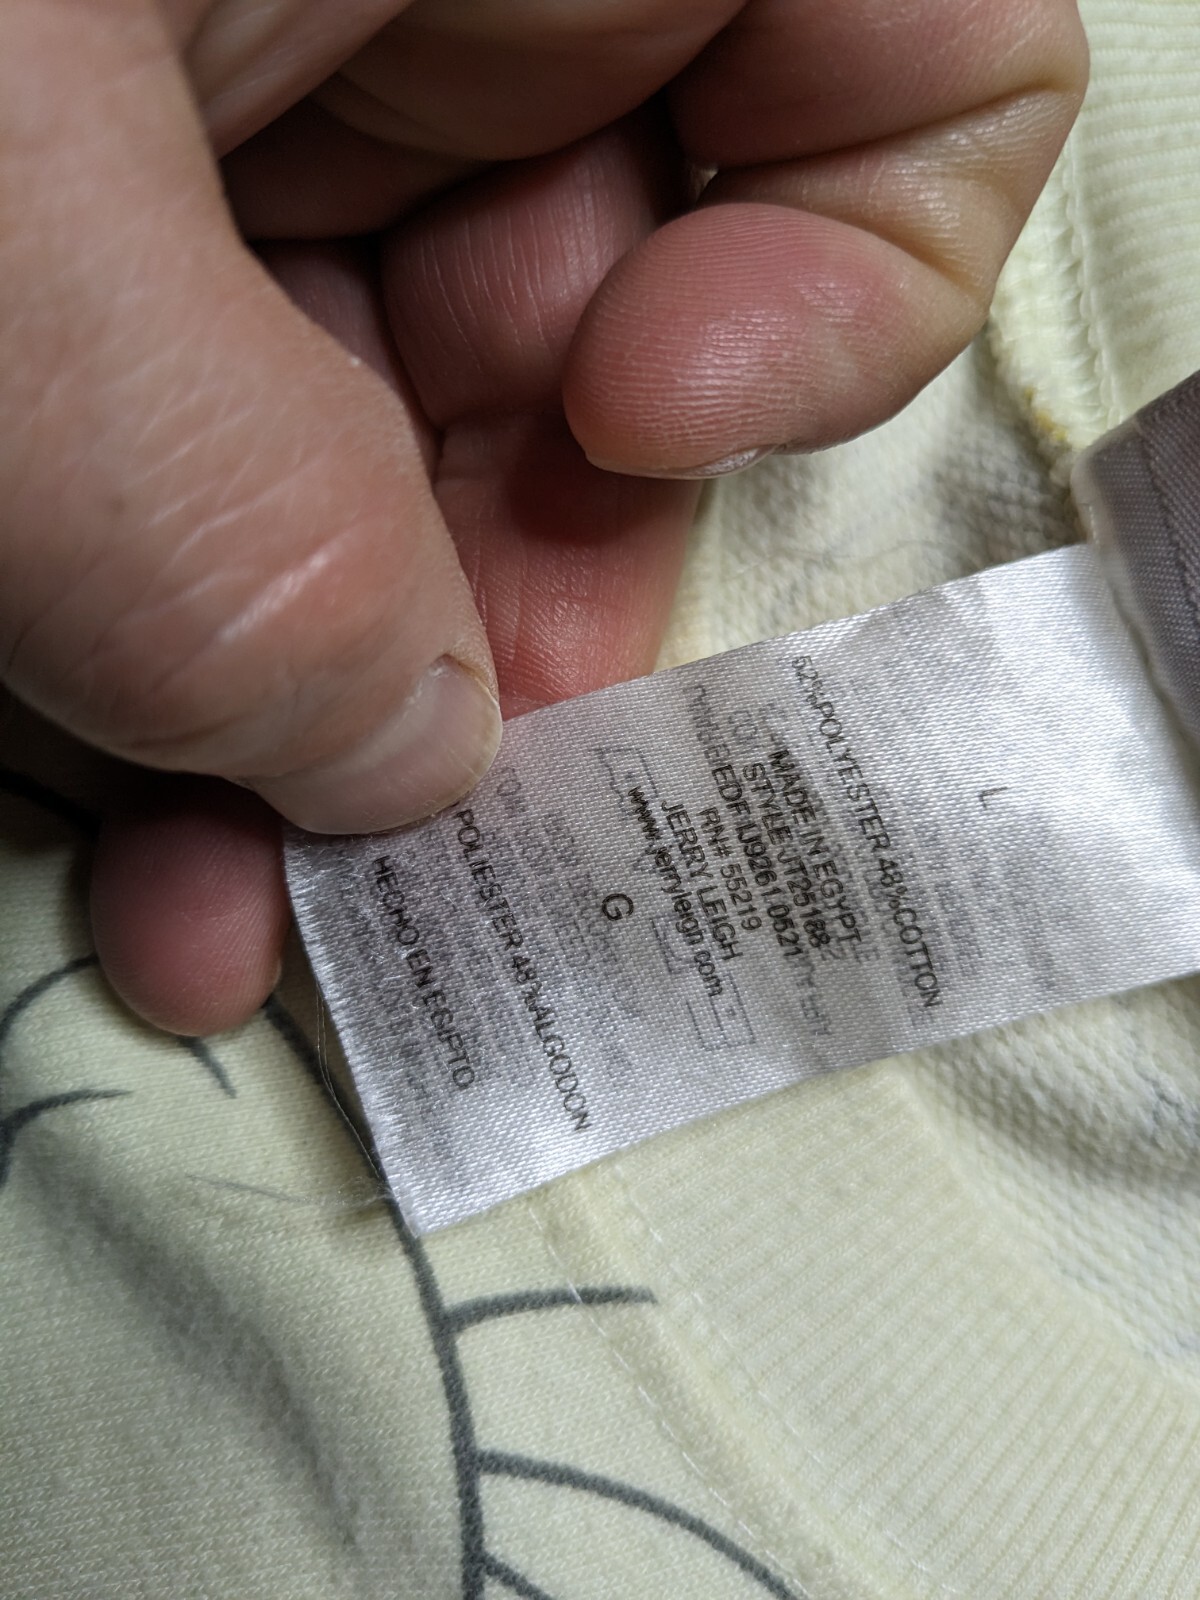 L
52%POLYESTER 48%COTTON
MADE IN EGYPT
STYLE:JT25188
EDF U9261.0621
RN# 55219
JERRY LEIGH
www.jerryleigh.com
G
POLIESTER 48%ALGODON
HECHO EN EGIPTO